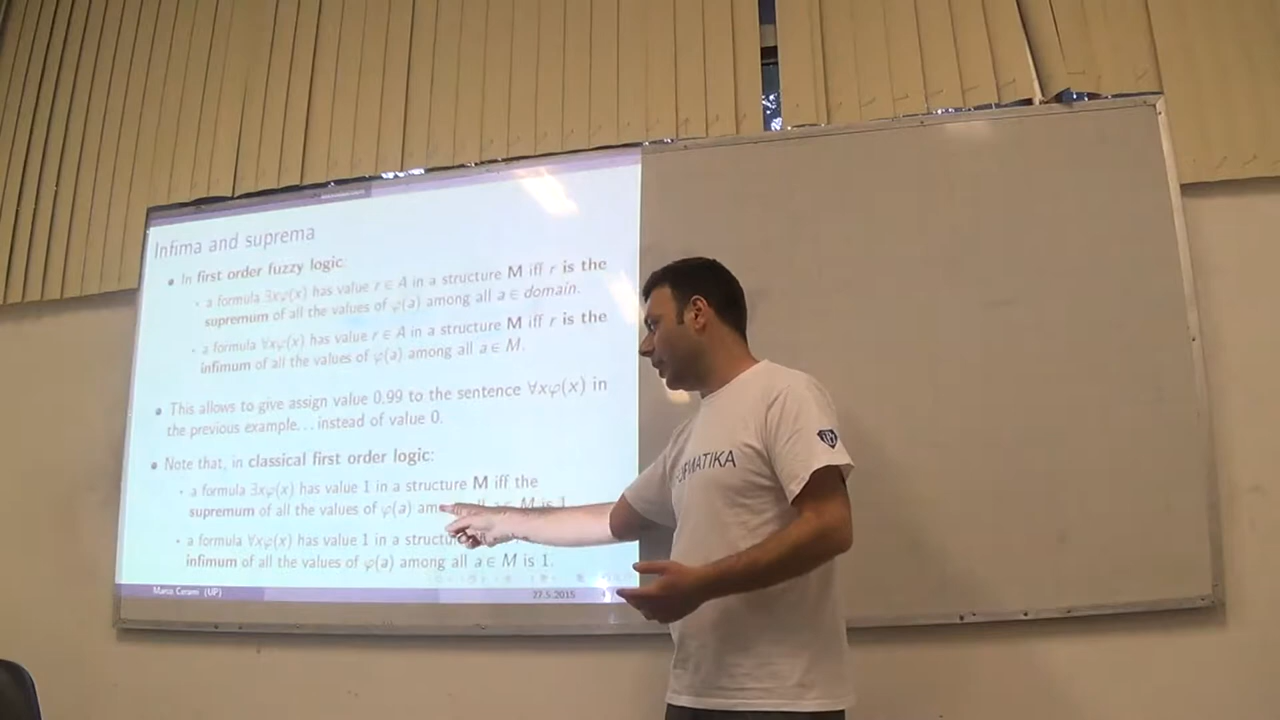 Infima and suprema
• In first order fuzzy logic:
• a formula ∃xφ(x) has value r ∈ A in a structure M iff r is the
supremum of all the values of φ(a) among all a ∈ domain.
• a formula ∀xφ(x) has value r ∈ A in a structure M iff r is the
infimum of all the values of φ(a) among all a ∈ M.
• This allows to give assign value 0.99 to the sentence ∀xφ(x) in
the previous example... instead of value 0.
• Note that, in classical first order logic:
• a formula ∃xφ(x) has value 1 in a structure M iff the
supremum of all the values of φ(a) all a ∈ M is 1
• a formula ∀xφ(x) has value 1 in a
infimum of all the values of φ(a) among all a ∈ M is 1.
Marco Cerami (UP)
27.5.2015
MATIKA